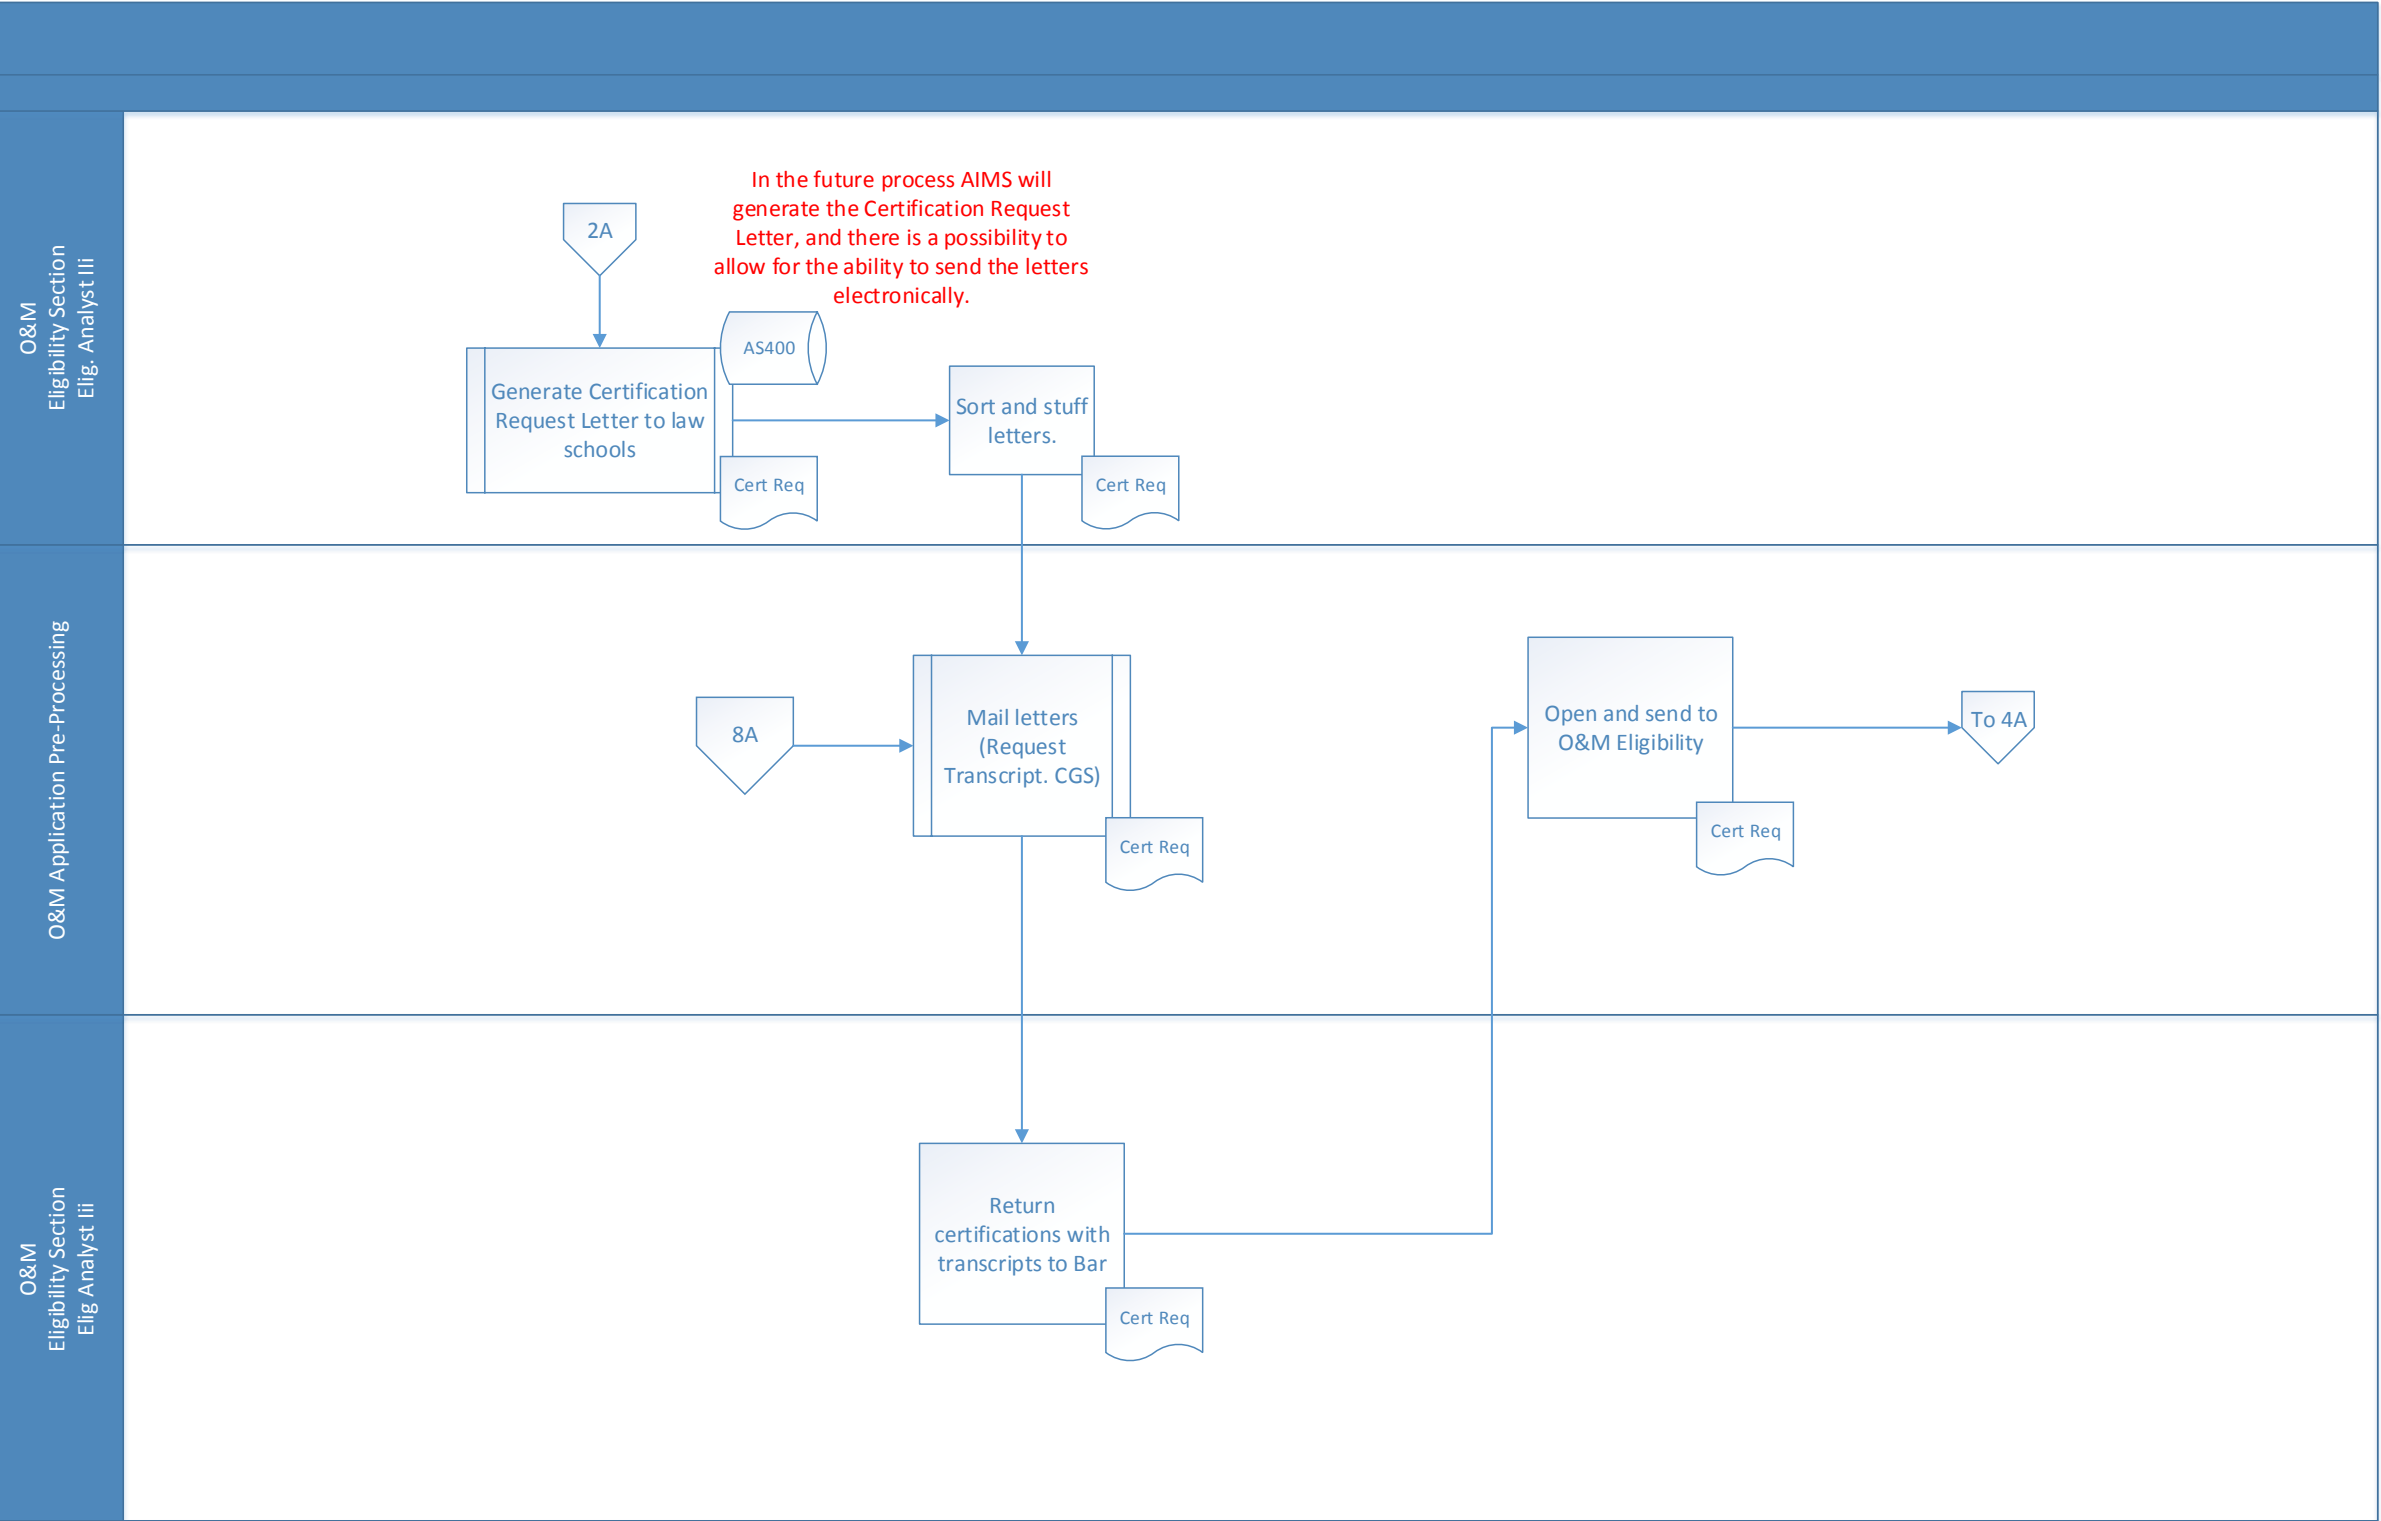 O&M
Eligibility Section
Elig. Analyst IIi
In the future process AIMS will
generate the Certification Request
Letter, and there is a possibility to
allow for the ability to send the letters
electronically.
2A
AS400
Generate Certification
Request Letter to law
schools
Cert Req
Sort and stuff
letters.
Cert Req
O&M Application Pre-Processing
8A
Mail letters
(Request
Transcript. CGS)
Cert Req
Open and send to
O&M Eligibility
Cert Req
To 4A
O&M
Eligibility Section
Elig Analyst Iii
Return
certifications with
transcripts to Bar
Cert Req